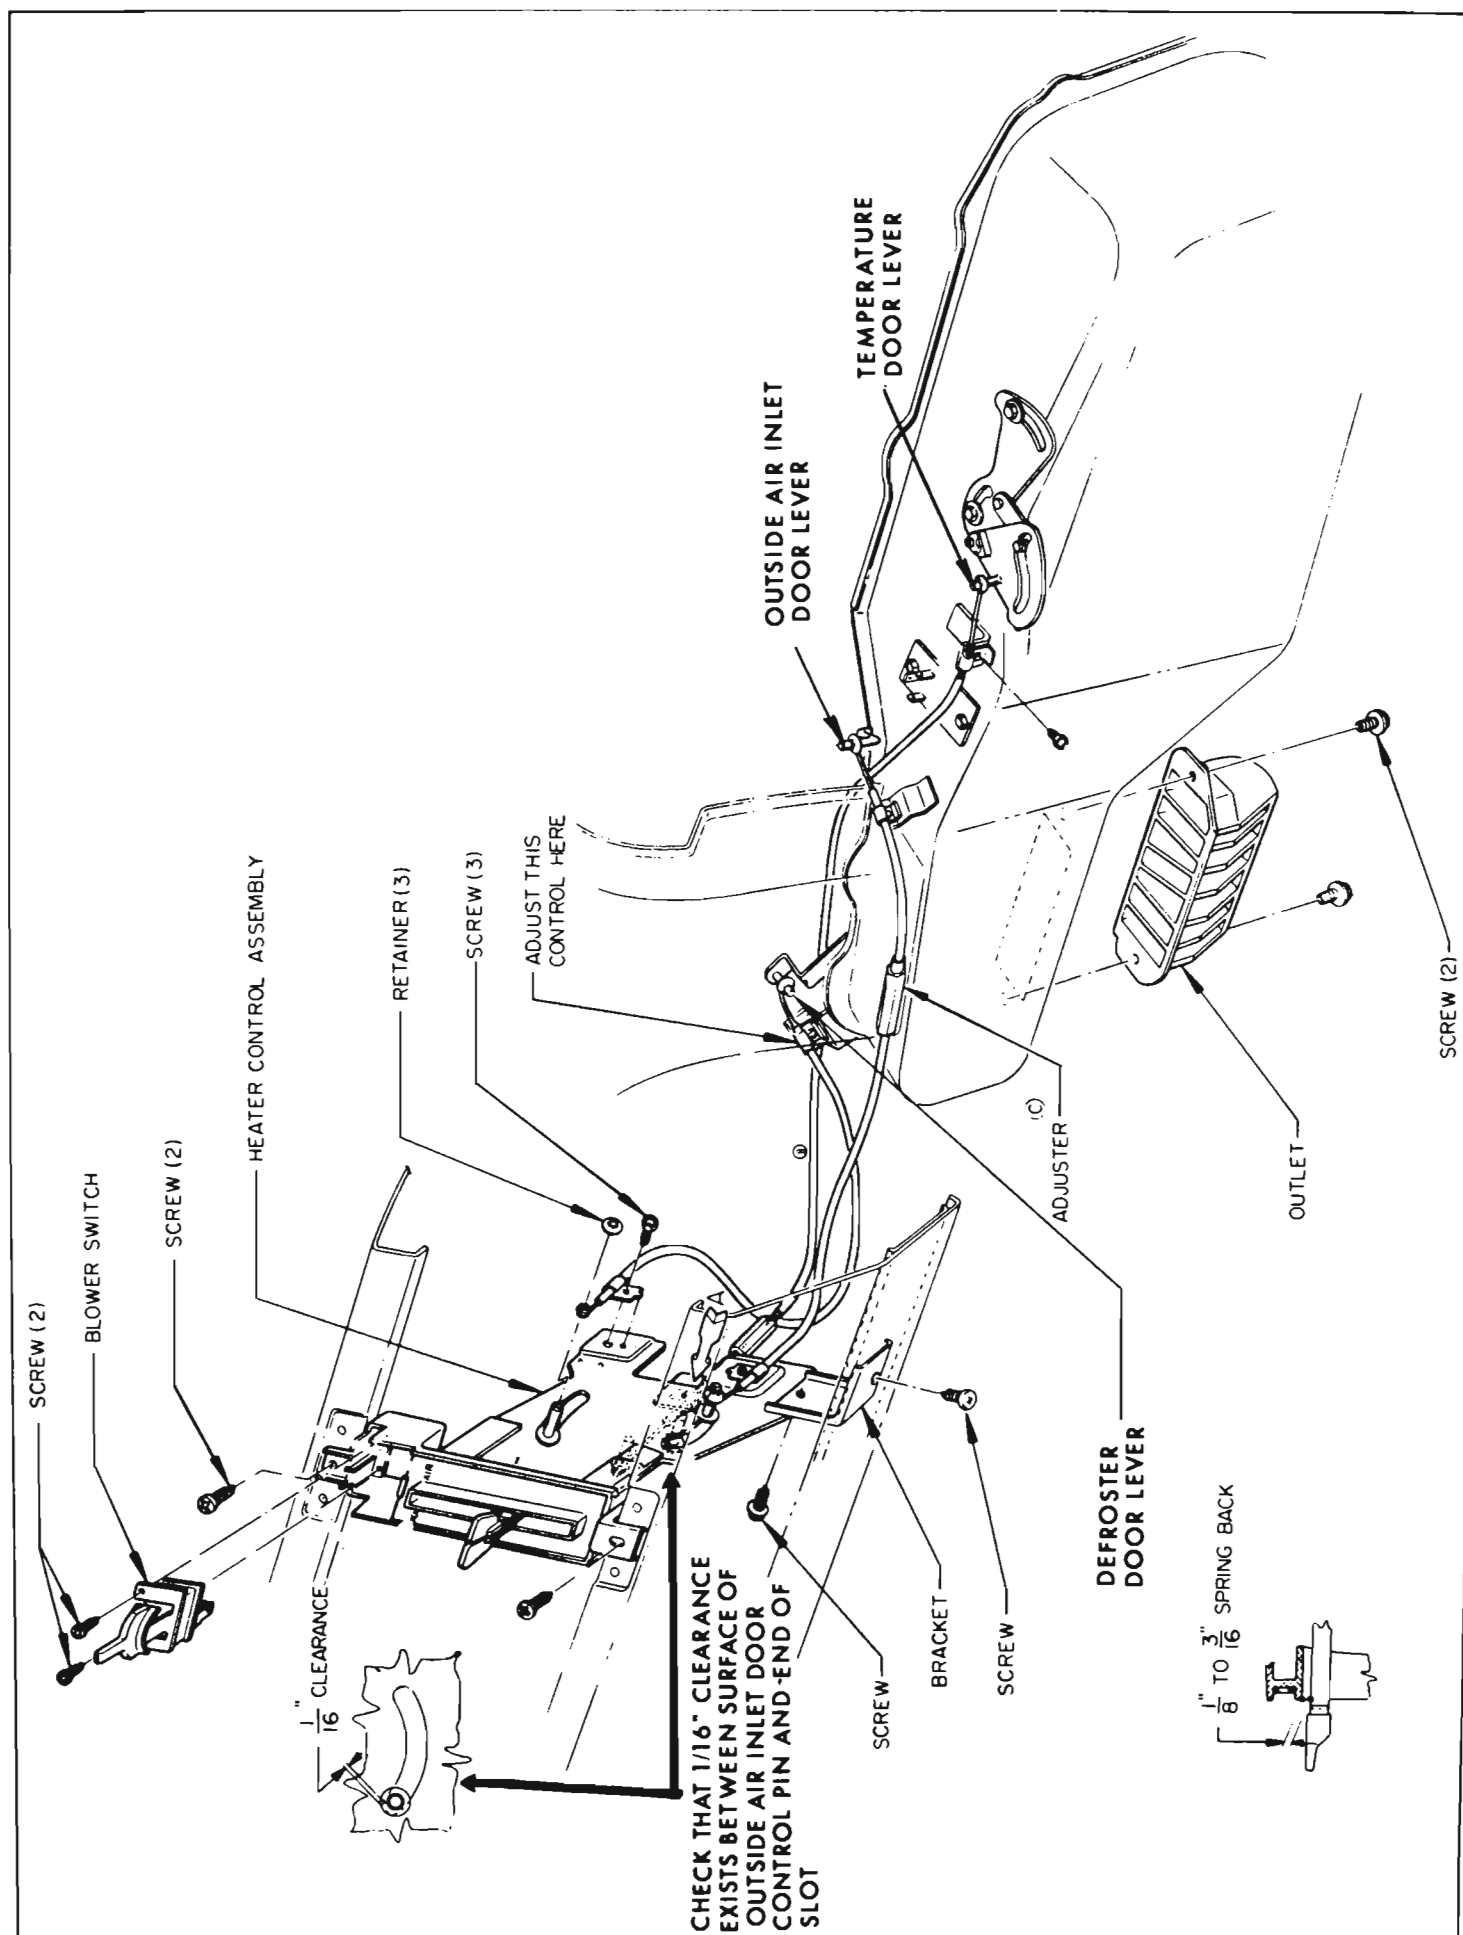 SCREW (2)
BLOWER SWITCH
SCREW (2)
HEATER CONTROL ASSEMBLY
RETAINER (3)
SCREW (3)
ADJUST THIS
CONTROL HERE
OUTSIDE AIR INLET
DOOR LEVER
TEMPERATURE
DOOR LEVER
1/16" CLEARANCE
CHECK THAT 1/16" CLEARANCE
EXISTS BETWEEN SURFACE OF
OUTSIDE AIR INLET DOOR
CONTROL PIN AND END OF
SLOT
A
SCREW
BRACKET
SCREW
DEFROSTER
DOOR LEVER
(C)
ADJUSTER
OUTLET
SCREW (2)
1/8" TO 3/16" SPRING BACK